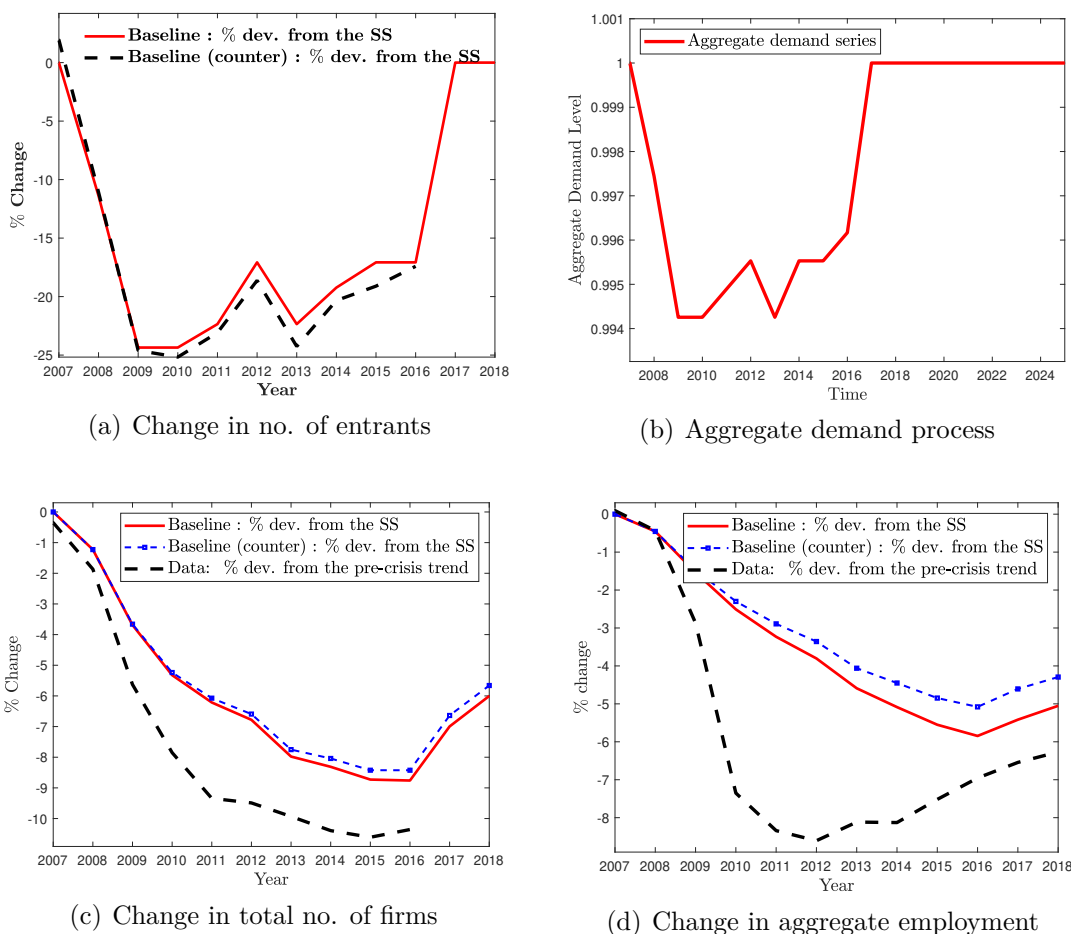 Baseline : % dev. from the SS
Baseline (counter) : % dev. from the SS
0
-5
-10
-15
-20
-25
% Change
2007 2008 2009 2010 2011 2012 2013 2014 2015 2016 2017 2018
Year
(a) Change in no. of entrants
1.001
1
0.999
0.998
0.997
0.996
0.995
0.994
Aggregate Demand Level
Aggregate demand series
2008 2010 2012 2014 2016 2018 2020 2022 2024
Time
(b) Aggregate demand process
0
-1
-2
-3
-4
-5
-6
-7
-8
-9
-10
% Change
Baseline : % dev. from the SS
Baseline (counter) : % dev. from the SS
Data: % dev. from the pre-crisis trend
2007 2008 2009 2010 2011 2012 2013 2014 2015 2016 2017 2018
Year
(c) Change in total no. of firms
0
-1
-2
-3
-4
-5
-6
-7
-8
% change
Baseline : % dev. from the SS
Baseline (counter) : % dev. from the SS
Data: % dev. from the pre-crisis trend
2007 2008 2009 2010 2011 2012 2013 2014 2015 2016 2017 2018
Year
(d) Change in aggregate employment